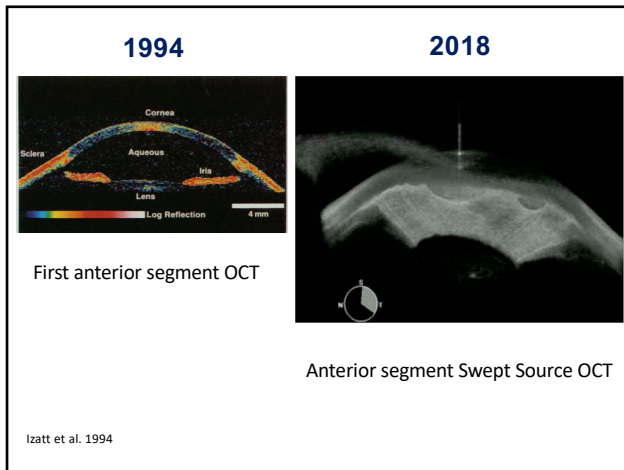 1994
2018
Cornea
Sclera
Aqueous
Iris
Lens
Log Reflection
4 mm
S
N
T
First anterior segment OCT
Anterior segment Swept Source OCT
Izatt et al. 1994